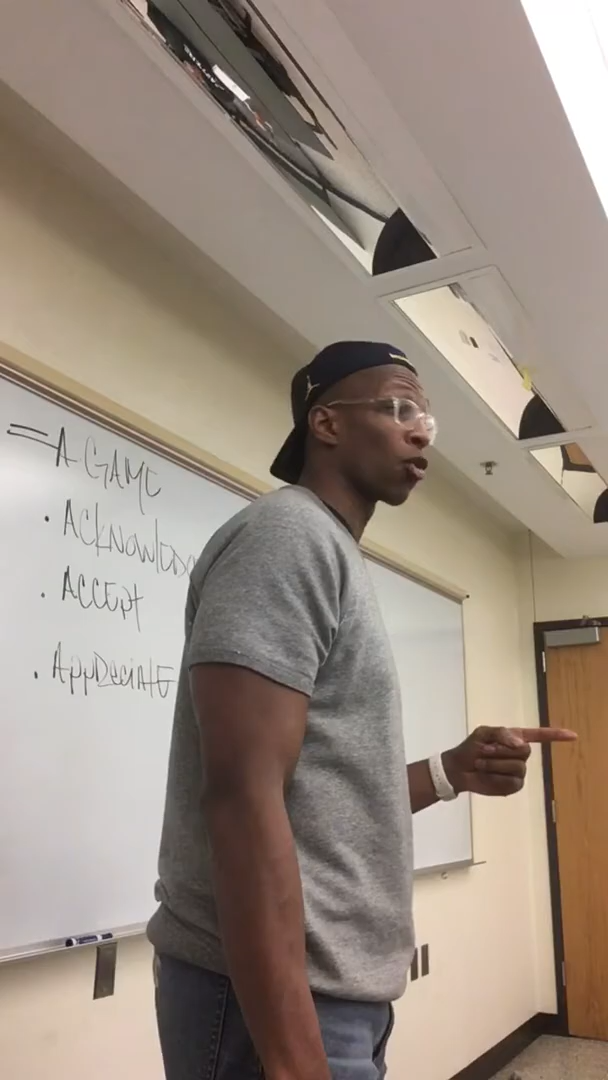 =A GAME
• ACKNOWLEDG
• ACCEPT
• APPRECIATE